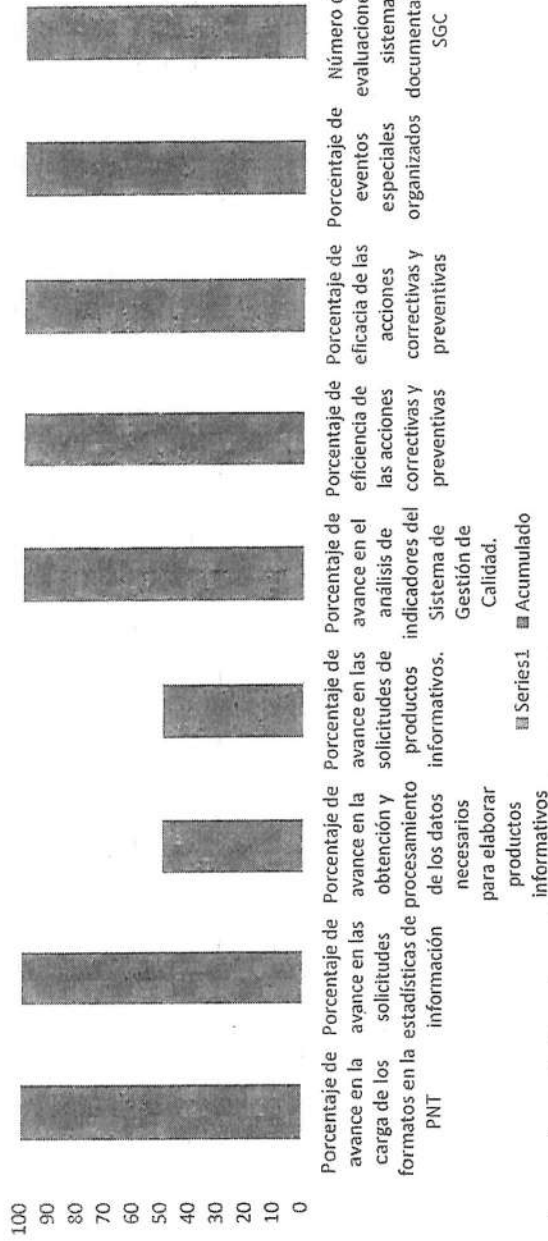 100
90
80
70
60
50
40
30
20
10
0
Porcentaje de
avance en la
carga de los
formatos en la
PNT
Porcentaje de
avance en las
solicitudes
estadísticas de
información
Porcentaje de
avance en la
obtención y
procesamiento
de los datos
necesarios
para elaborar
productos
informativos
Porcentaje de
avance en las
solicitudes de
productos
informativos.
Porcentaje de
avance en el
análisis de
indicadores del
Sistema de
Gestión de
Calidad.
Porcentaje de
eficiencia de
las acciones
correctivas y
preventivas
Porcentaje de
eficacia de las
acciones
correctivas y
preventivas
Porcentaje de
eventos
especiales
organizados
Número
evaluacione
sistema
documenta
SGC
Series1 Acumulado